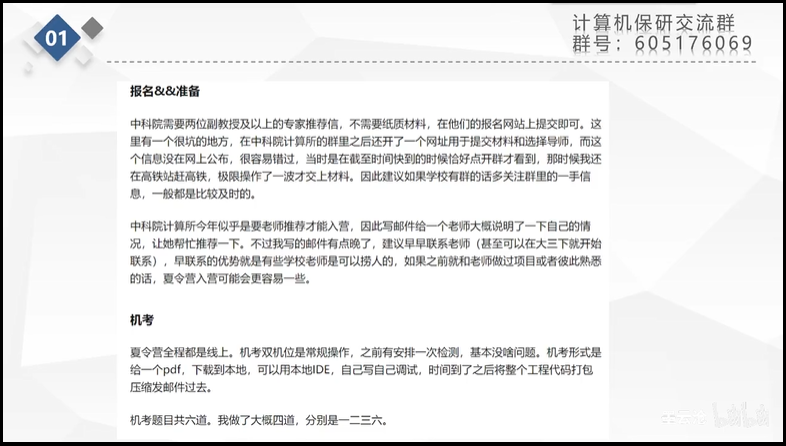 01
计算机保研交流群
群号：605176069
报名&&准备
中科院需要两位副教授及以上的专家推荐信，不需要纸质材料，在他们的报名网站上提交即可。这
里有一个很坑的地方，在中科院计算所的群里之后还开了一个网址用于提交材料和选择导师，而这
个信息没在网上公布，很容易错过，当时是在截至时间快到的时候恰好点开群才看到，那时候我还
在高铁站赶高铁，极限操作了一波才交上材料。因此建议如果学校有群的话多关注群里的一手信
息，一般都是比较及时的。
中科院计算所今年似乎是要老师推荐才能入营，因此写邮件给一个老师大概说明了一下自己的情
况，让她帮忙推荐一下。不过我写的邮件有点晚了，建议早早联系老师（甚至可以在大三下就开始
联系），早联系的优势就是有些学校老师是可以捞人的，如果之前就和老师做过项目或者彼此熟悉
的话，夏令营入营可能会更容易一些。
机考
夏令营全程都是线上。机考双机位是常规操作，之前有安排一次检测，基本没啥问题。机考形式是
给一个pdf，下载到本地，可以用本地IDE，自己写自己调试，时间到了之后将整个工程代码打包
压缩发邮件过去。
机考题目共六道。我做了大概四道，分别是一二三六。